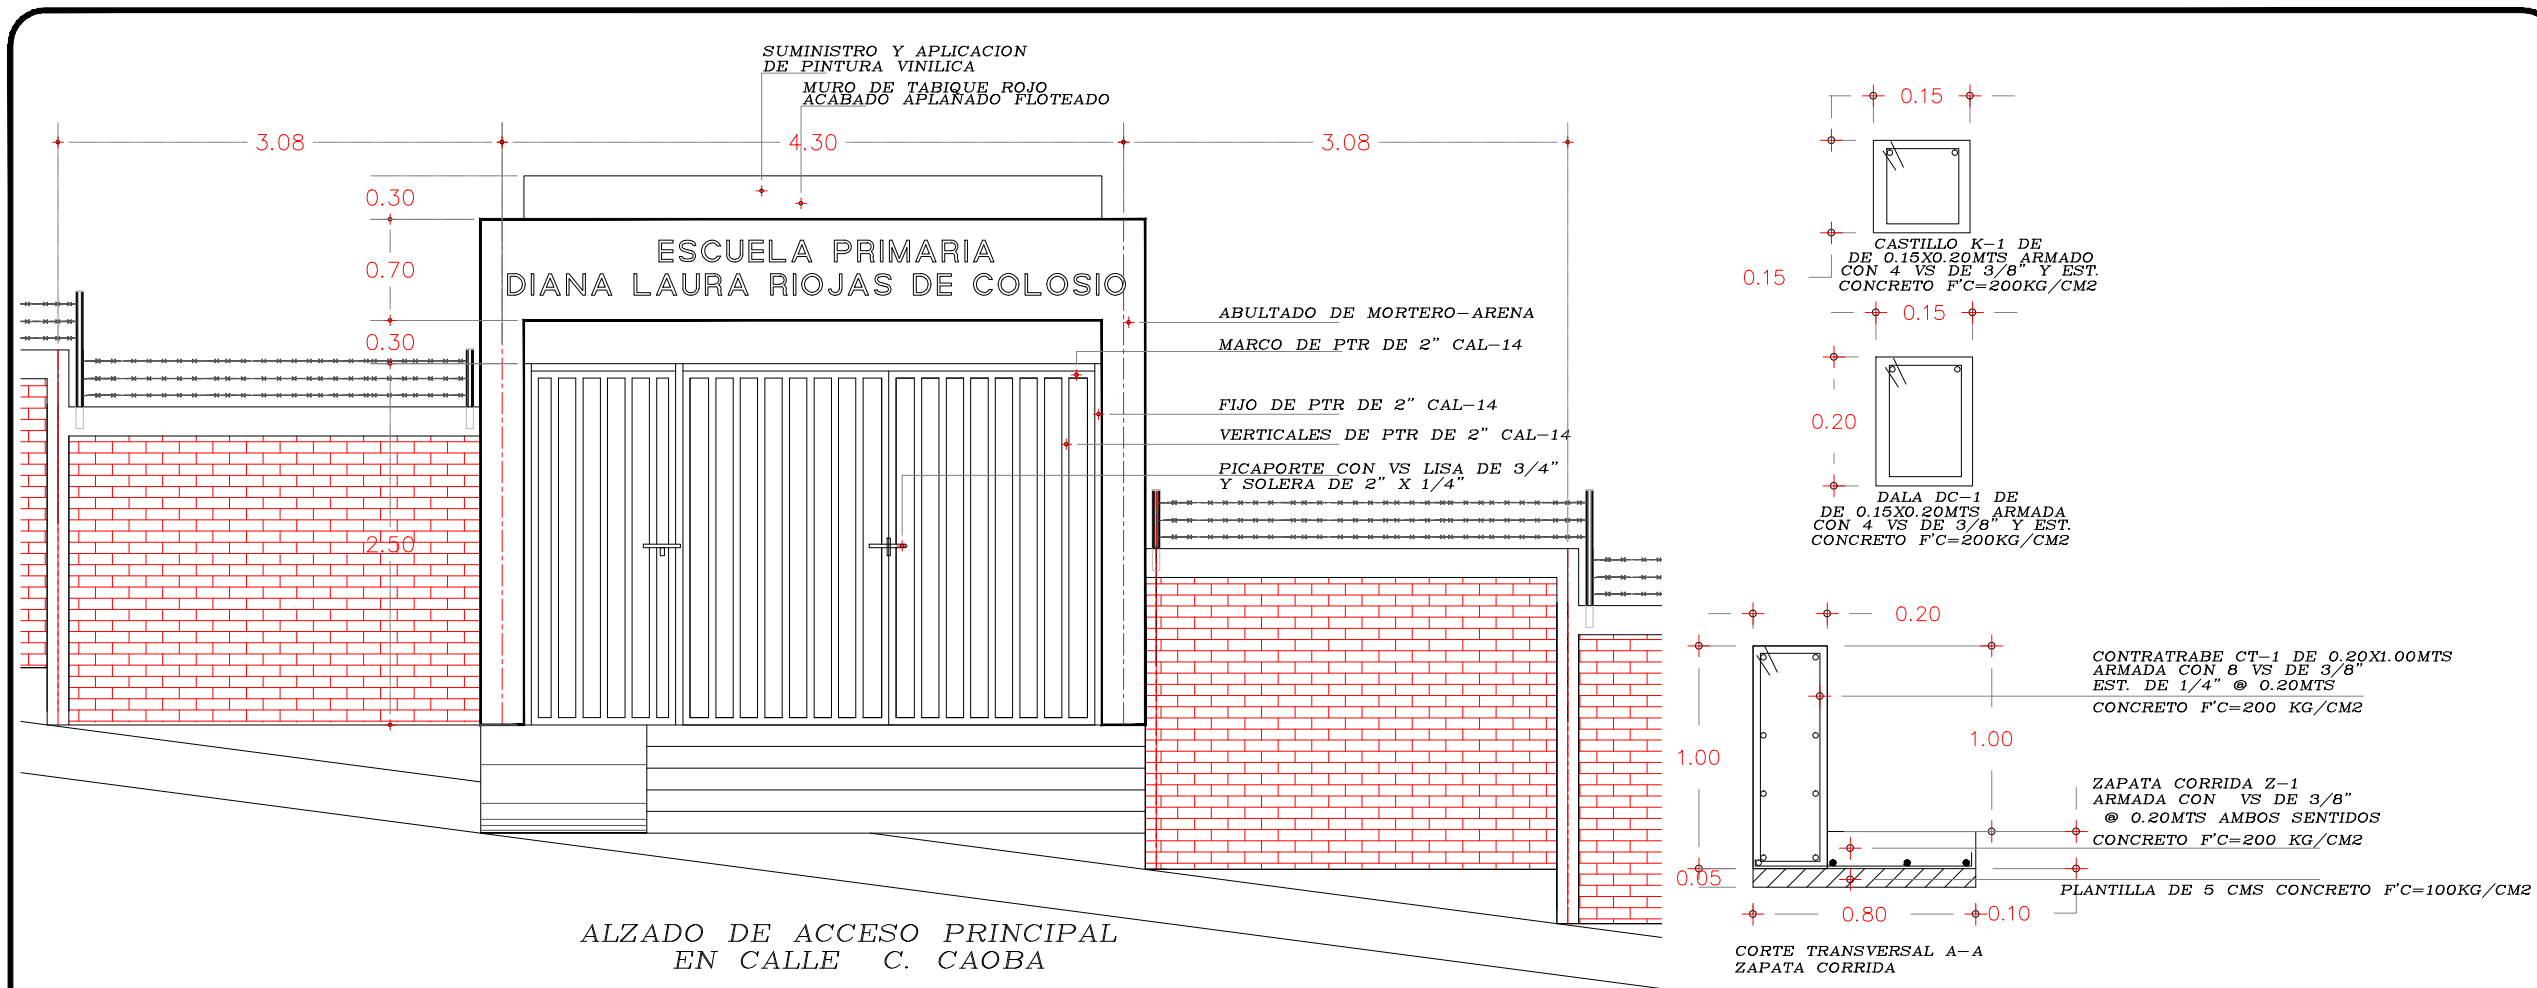 SUMINISTRO Y APLICACION
DE PINTURA VINILICA
MURO DE TABIQUE ROJO
ACABADO APLANADO FLOTEADO
3.08
4.30
3.08
0.30
0.70
0.30
2.50
ESCUELA PRIMARIA
DIANA LAURA RIOJAS DE COLOSIO
ABULTADO DE MORTERO-ARENA
MARCO DE PTR DE 2" CAL-14
FIJO DE PTR DE 2" CAL-14
VERTICALES DE PTR DE 2" CAL-14
PICAPORTE CON VS LISA DE 3/4"
Y SOLERA DE 2" X 1/4"
ALZADO DE ACCESO PRINCIPAL
EN CALLE C. CAOBA
0.15
0.15
CASTILLO K-1 DE
DE 0.15X0.20MTS ARMADO
CON 4 VS DE 3/8" Y EST.
CONCRETO F'C=200KG/CM2
0.15
0.20
DALA DC-1 DE
DE 0.15X0.20MTS ARMADA
CON 4 VS DE 3/8" Y EST.
CONCRETO F'C=200KG/CM2
0.20
1.00
1.00
0.05
0.80
0.10
CONTRATRABE CT-1 DE 0.20X1.00MTS
ARMADA CON 8 VS DE 3/8"
EST. DE 1/4" @ 0.20MTS
CONCRETO F'C=200 KG/CM2
ZAPATA CORRIDA Z-1
ARMADA CON VS DE 3/8"
@ 0.20MTS AMBOS SENTIDOS
CONCRETO F'C=200 KG/CM2
PLANTILLA DE 5 CMS CONCRETO F'C=100KG/CM2
CORTE TRANSVERSAL A-A
ZAPATA CORRIDA